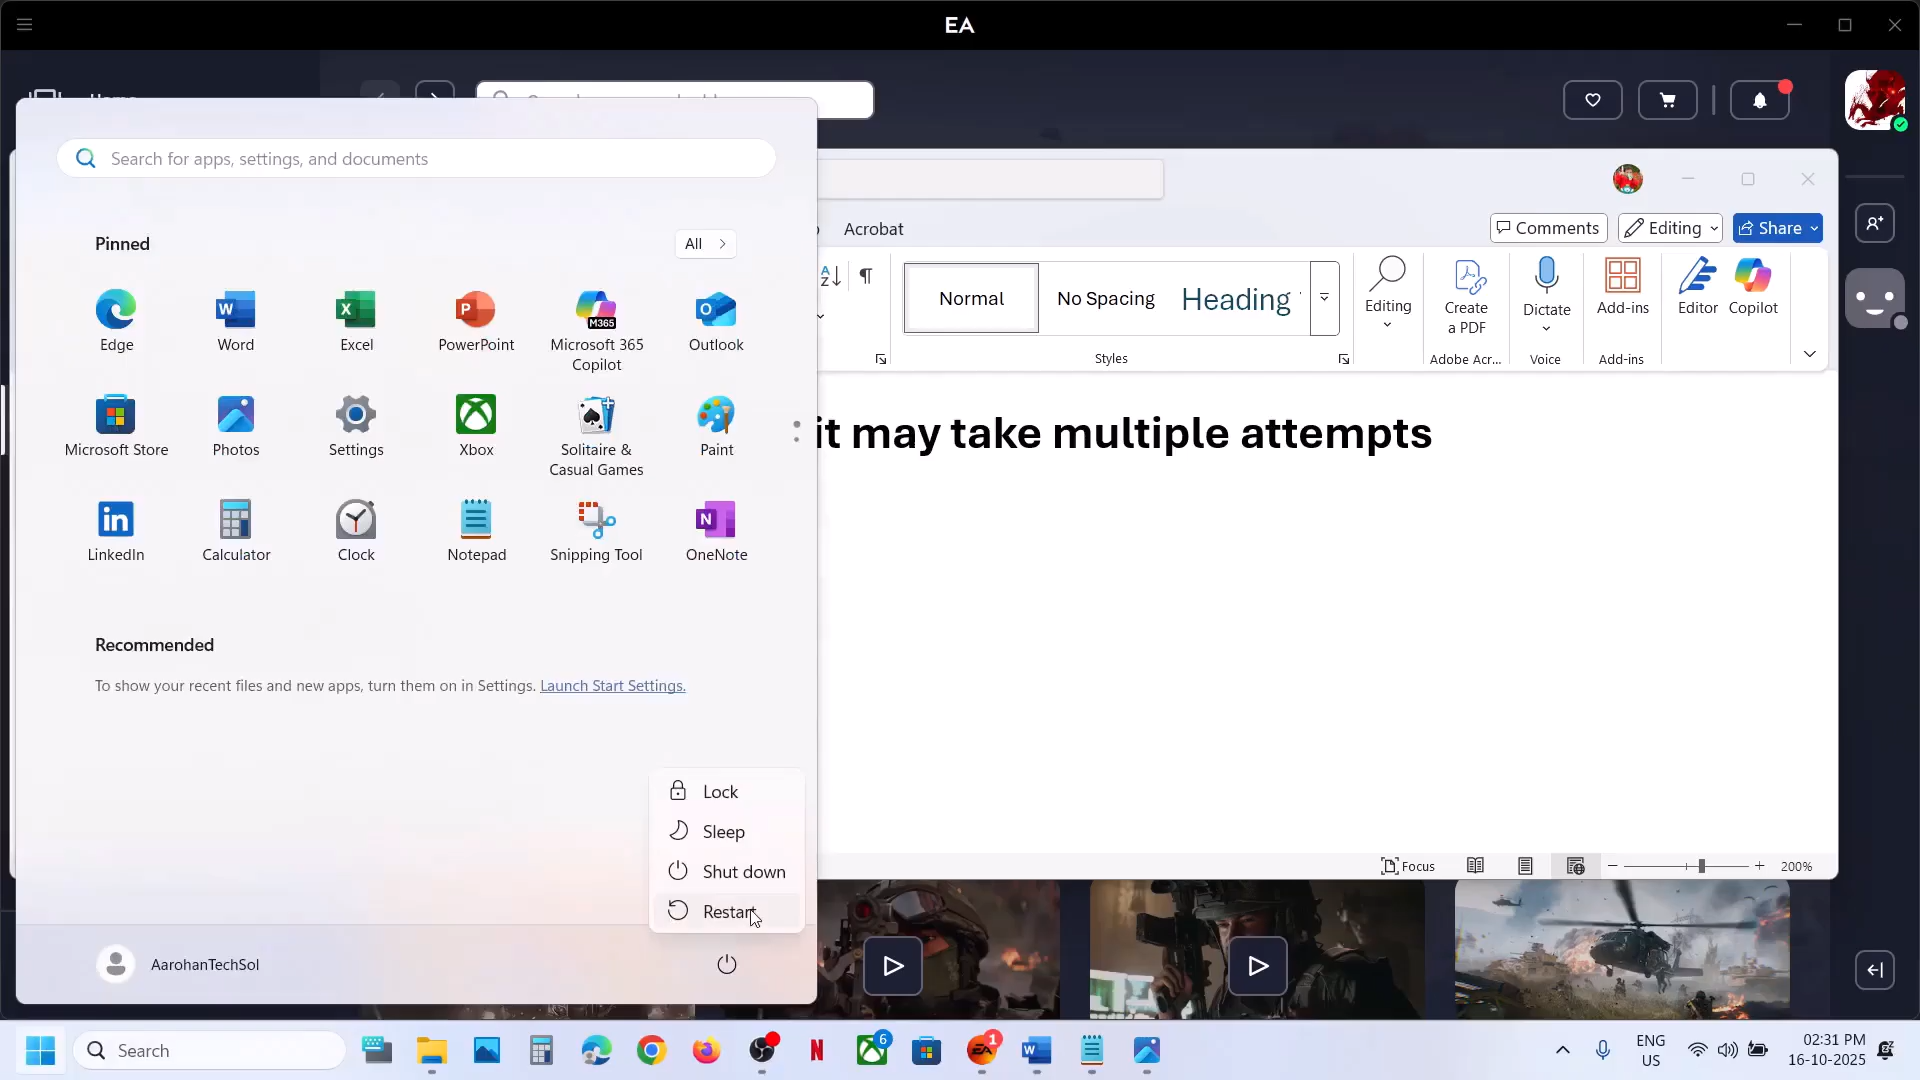 EA
Search for apps, settings, and documents
Pinned
All
Acrobat
Comments
Editing
Share
Edge
Word
Excel
PowerPoint
Microsoft 365
Copilot
Outlook
M365
Normal
No Spacing
Heading
Editing
Create
a PDF
Dictate
Add-ins
Editor
Copilot
Styles
Adobe Acr...
Voice
Add-ins
Microsoft Store
Photos
Settings
Xbox
Solitaire &
Casual Games
Paint
it may take multiple attempts
LinkedIn
Calculator
Clock
Notepad
Snipping Tool
OneNote
Recommended
To show your recent files and new apps, turn them on in Settings. Launch Start Settings.
Lock
Sleep
Shut down
Restart
Focus
200%
AarohanTechSol
Search
6
1
ENG
US
02:31 PM
16-10-2025